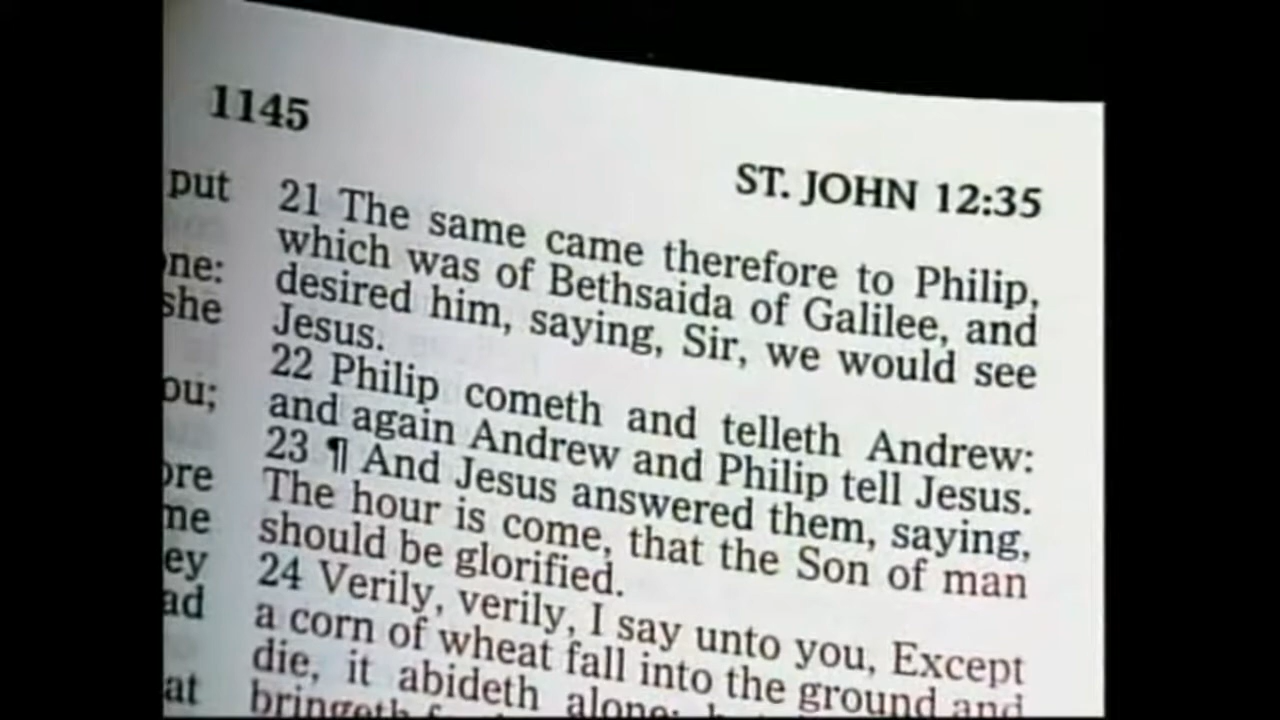 1145
ST. JOHN 12:35
put
ne:
she
ou;
ore
me
ey
ad
at
21 The same came therefore to Philip,
which was of Bethsaida of Galilee, and
desired him, saying, Sir, we would see
Jesus.
22 Philip cometh and telleth Andrew:
and again Andrew and Philip tell Jesus.
23 ¶ And Jesus answered them, saying,
The hour is come, that the Son of man
should be glorified.
24 Verily, verily, I say unto you, Except
a corn of wheat fall into the ground and
die, it abideth alone:
bringeth